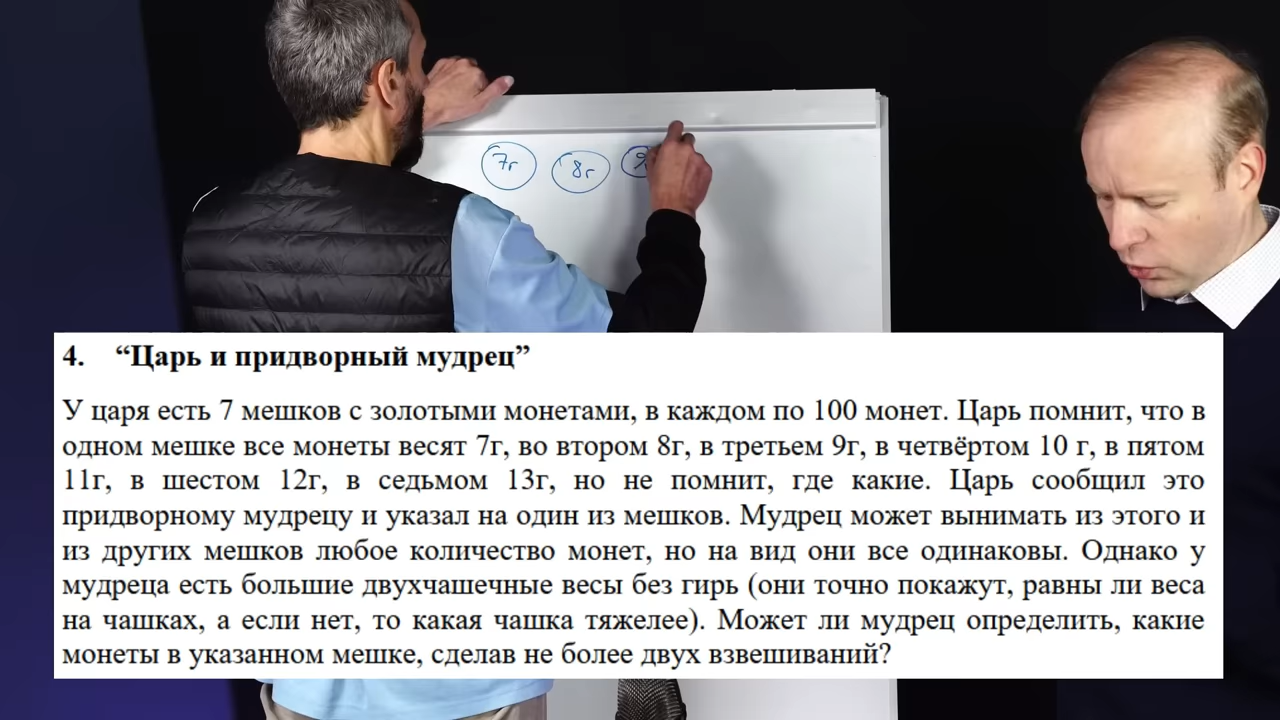 7г 8г 9
4. “Царь и придворный мудрец”
У царя есть 7 мешков с золотыми монетами, в каждом по 100 монет. Царь помнит, что в
одном мешке все монеты весят 7г, во втором 8г, в третьем 9г, в четвёртом 10 г, в пятом
11г, в шестом 12г, в седьмом 13г, но не помнит, где какие. Царь сообщил это
придворному мудрецу и указал на один из мешков. Мудрец может вынимать из этого и
из других мешков любое количество монет, но на вид они все одинаковы. Однако у
мудреца есть большие двухчашечные весы без гирь (они точно покажут, равны ли веса
на чашках, а если нет, то какая чашка тяжелее). Может ли мудрец определить, какие
монеты в указанном мешке, сделав не более двух взвешиваний?